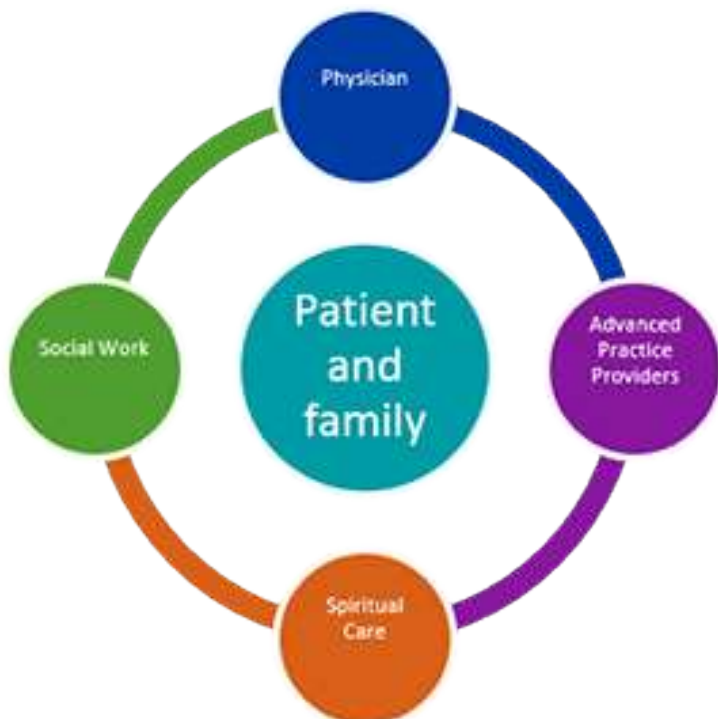 Physician
Social Work
Patient
and
family
Advanced
Practice
Providers
Spiritual
Care